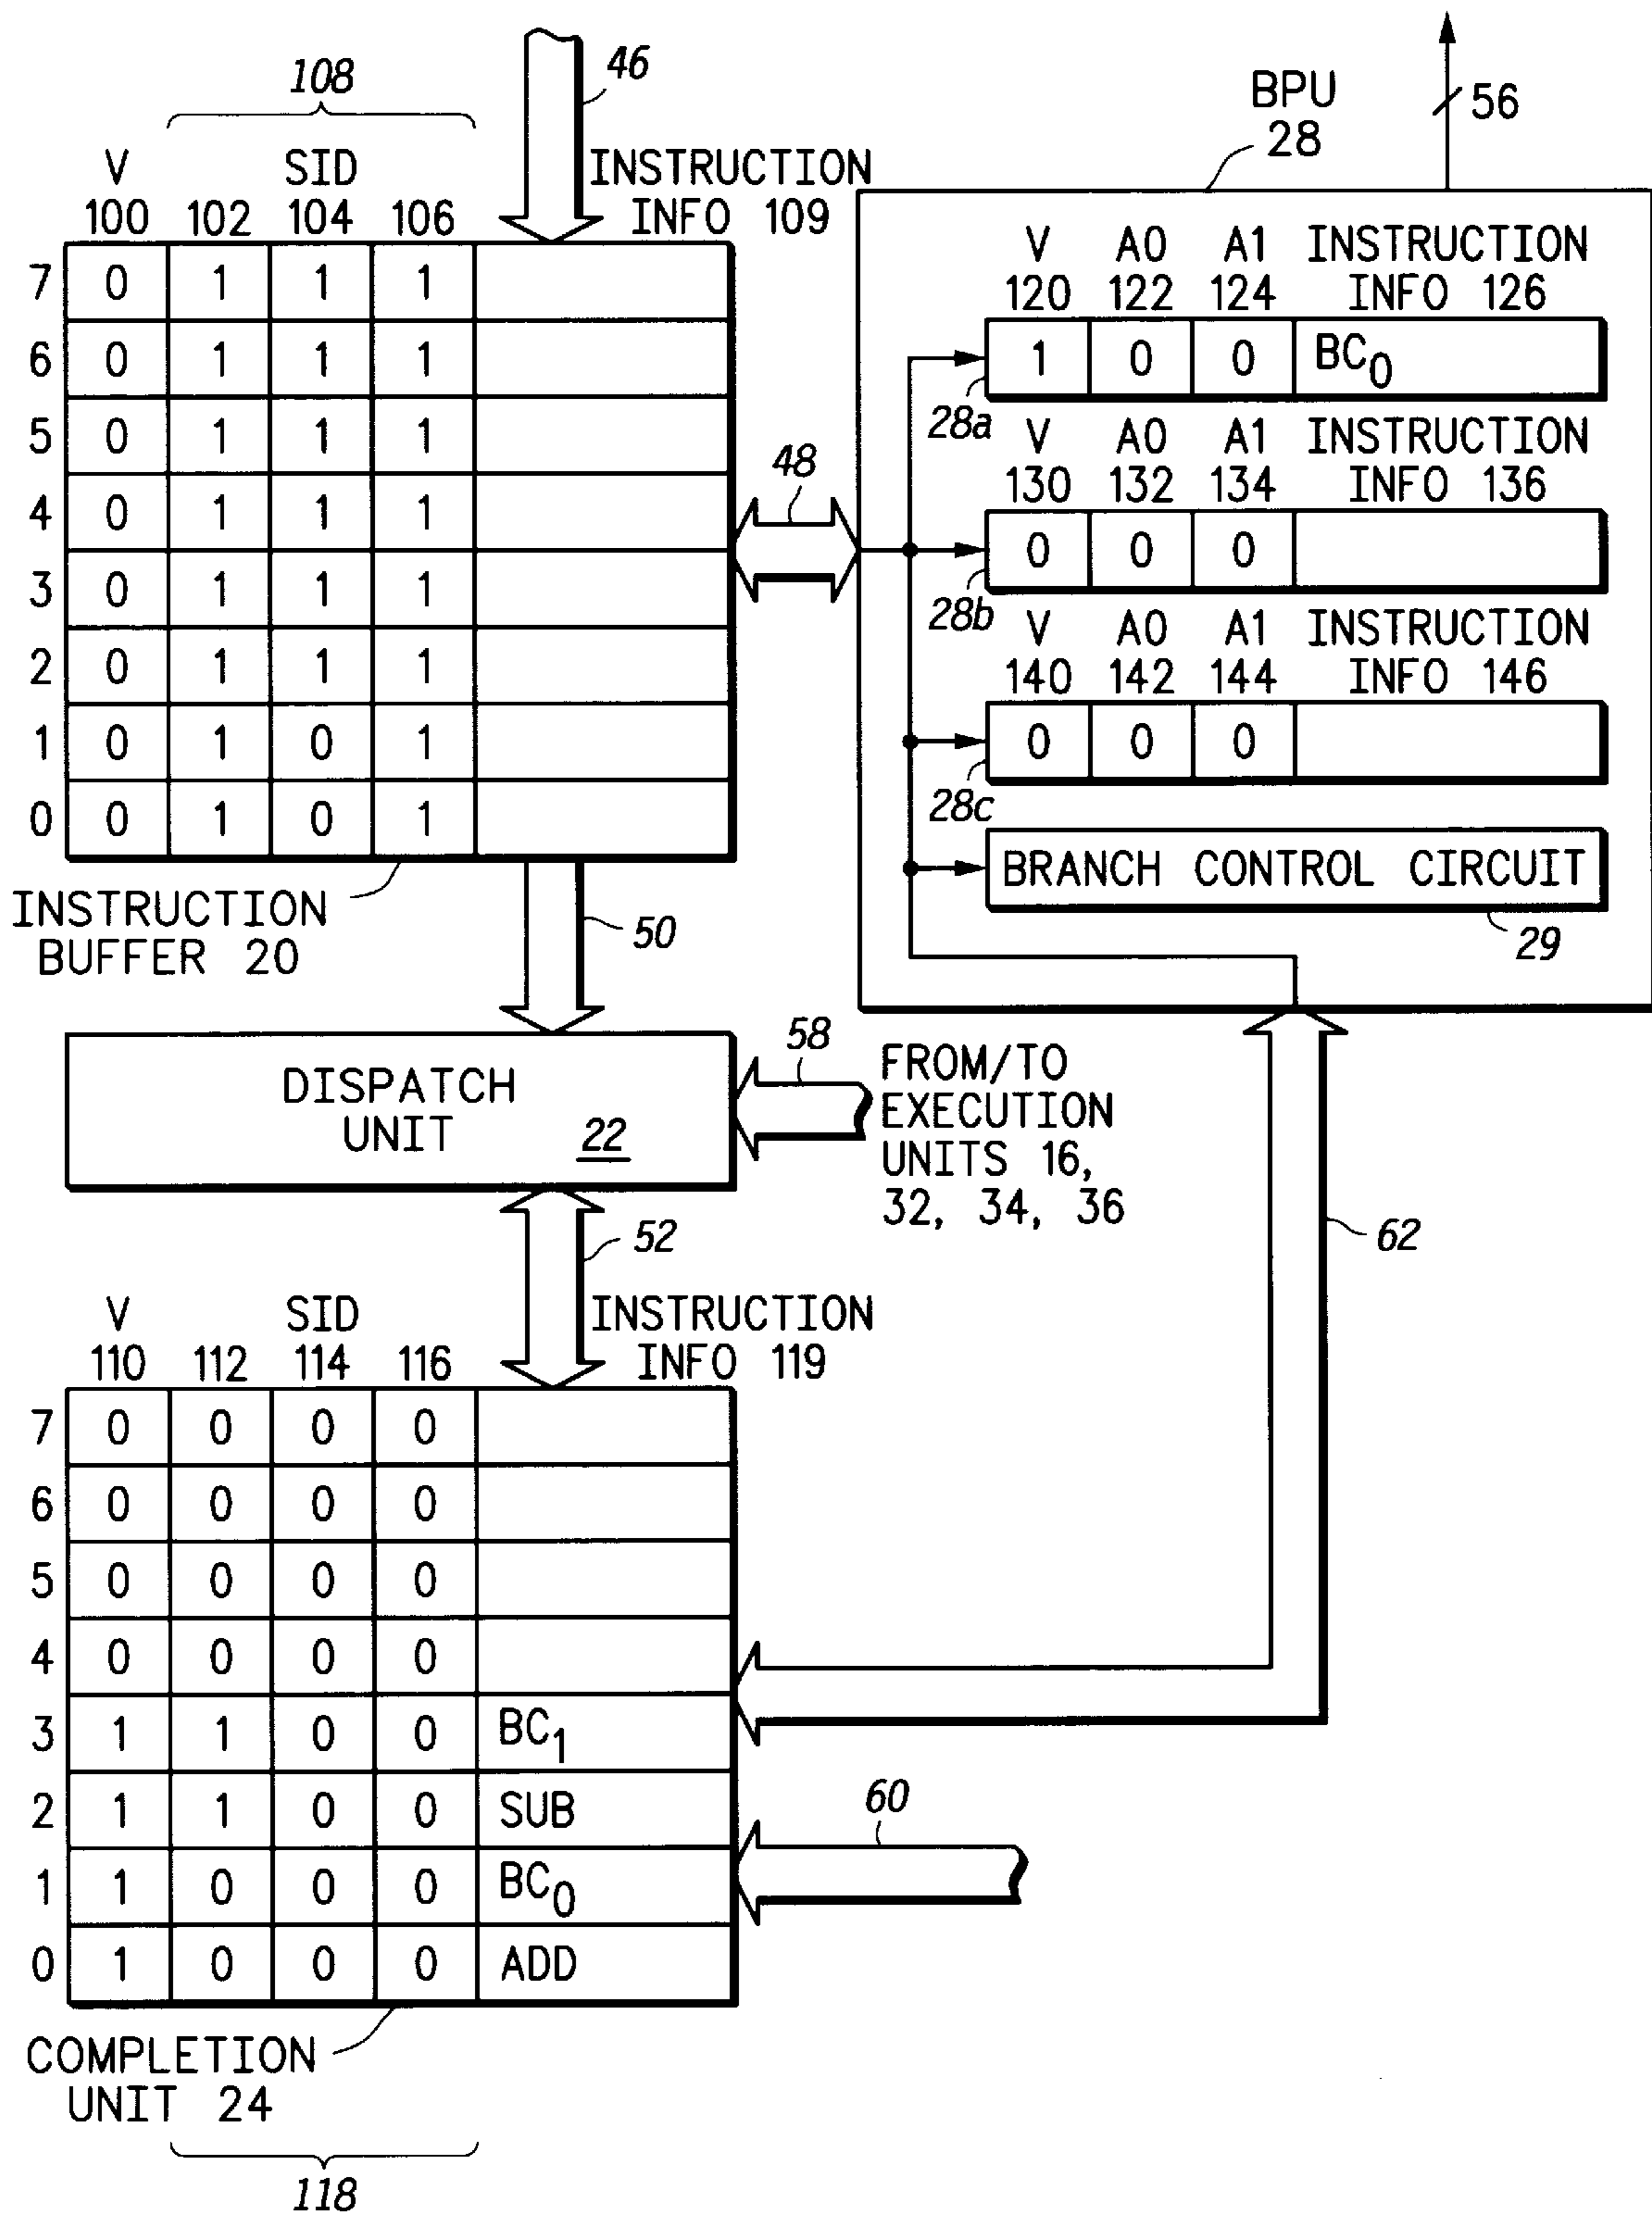 108
46
V SID INSTRUCTION
100 102 104 106 INFO 109
7 0 1 1 1
6 0 1 1 1
5 0 1 1 1
4 0 1 1 1
3 0 1 1 1
2 0 1 1 1
1 0 1 0 1
0 0 1 0 1
INSTRUCTION
BUFFER 20
48
50
BPU
28
56
V A0 A1 INSTRUCTION
120 122 124 INFO 126
1 0 0 BC0
28a
V A0 A1 INSTRUCTION
130 132 134 INFO 136
0 0 0
28b
V A0 A1 INSTRUCTION
140 142 144 INFO 146
0 0 0
28c
BRANCH CONTROL CIRCUIT
29
DISPATCH
UNIT 22
58
FROM/TO
EXECUTION
UNITS 16,
32, 34, 36
52
62
V SID INSTRUCTION
110 112 114 116 INFO 119
7 0 0 0 0
6 0 0 0 0
5 0 0 0 0
4 0 0 0 0
3 1 1 0 0 BC1
2 1 1 0 0 SUB
1 1 0 0 0 BC0
0 1 0 0 0 ADD
60
COMPLETION
UNIT 24
118